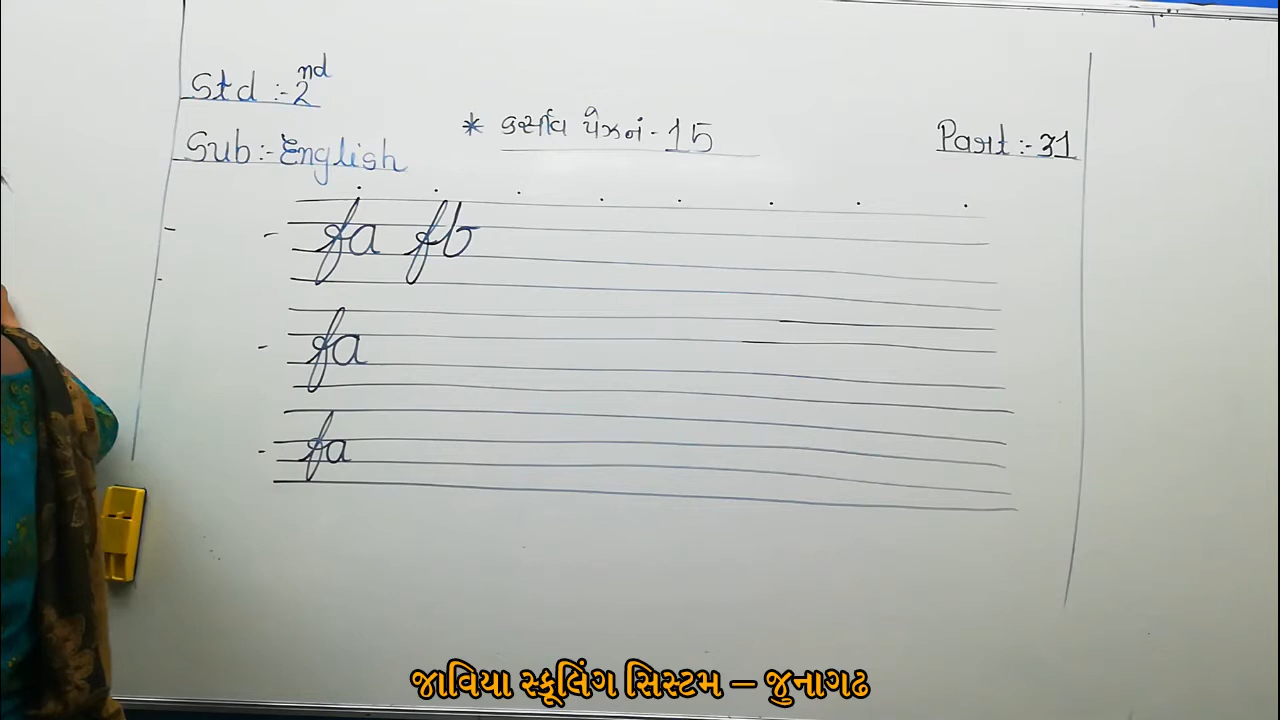 Std :- 2nd
Sub :- English
* કર્સીવ પેજ નં - 15
Part :- 31
fa fb
fa
fa
જાવિયા સ્કૂલિંગ સિસ્ટમ – જુનાગઢ